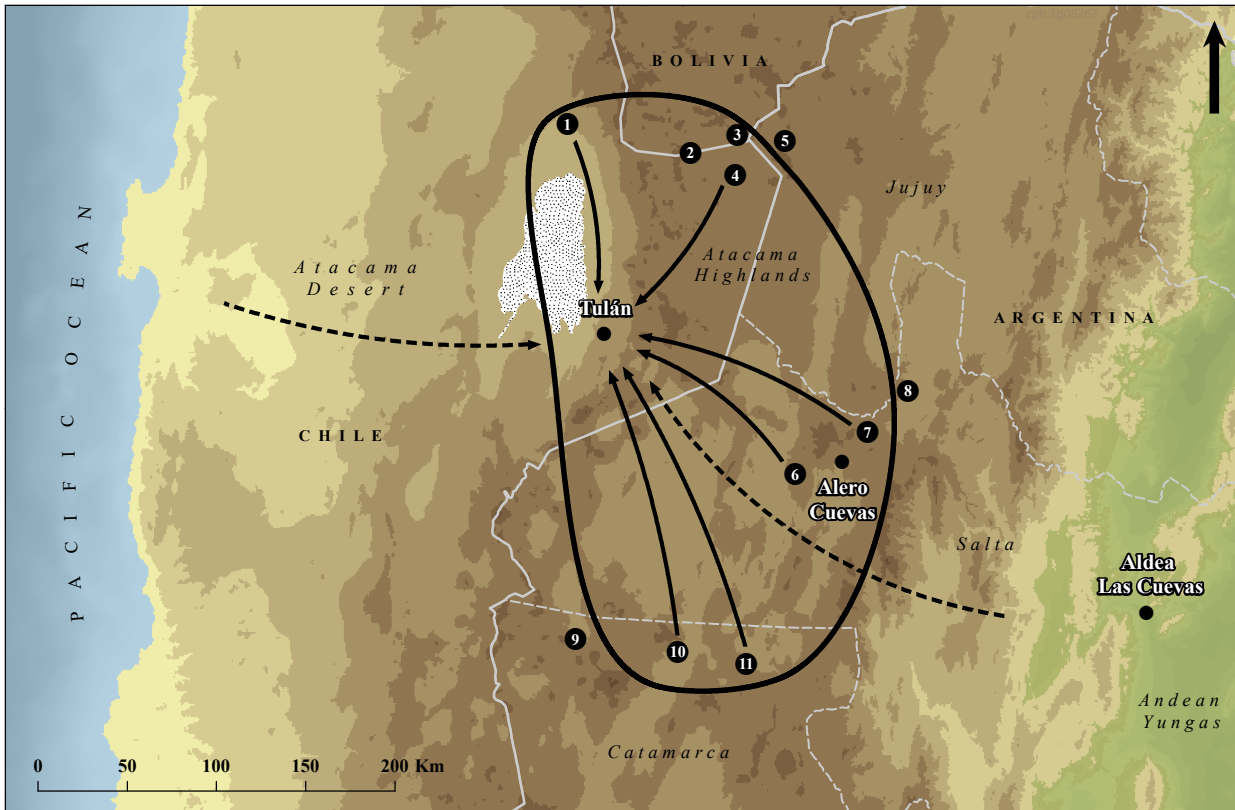 BOLIVIA
1
3
5
2
4
Jujuy
PACIFIC OCEAN
Atacama
Desert
Atacama
Highlands
Tulán
ARGENTINA
8
CHILE
7
6
Alero
Cuevas
Salta
Aldea
Las Cuevas
9
10
11
Andean
Yungas
Catamarca
0 50 100 150 200 Km